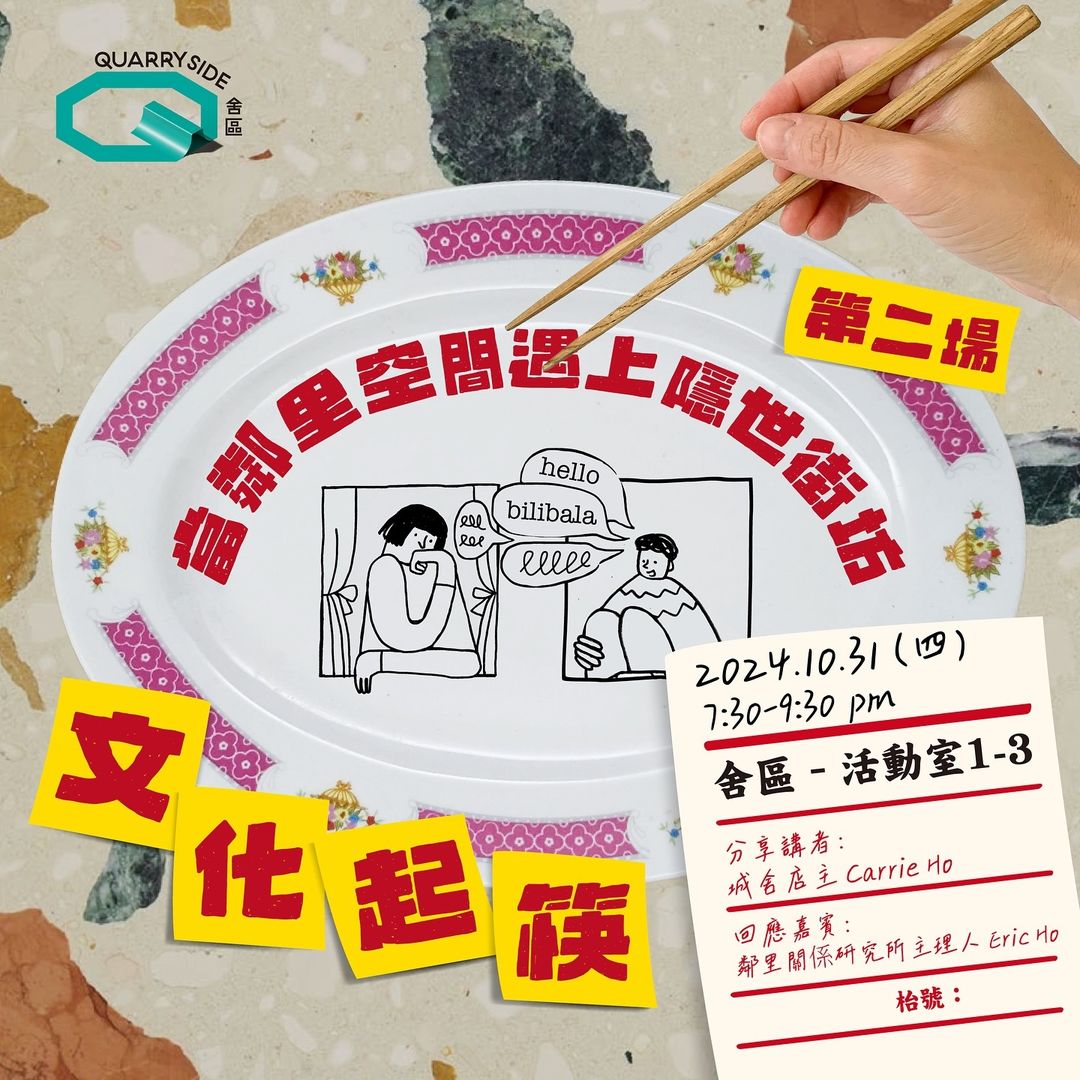 QUARRYSIDE
舍區
第二場
當鄰里空間遇上隱世街坊
hello
bilibala
文化起筷
2024.10.31(四)
7:30-9:30 pm
舍區 - 活動室1-3
分享講者:
城舍店主 Carrie Ho
回應嘉賓:
鄰里關係研究所主理人 Eric Ho
枱號: